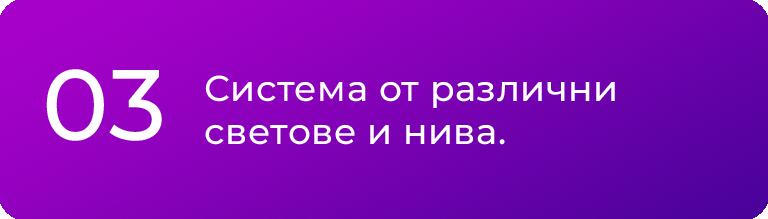 03
Система от различни
светове и нива.